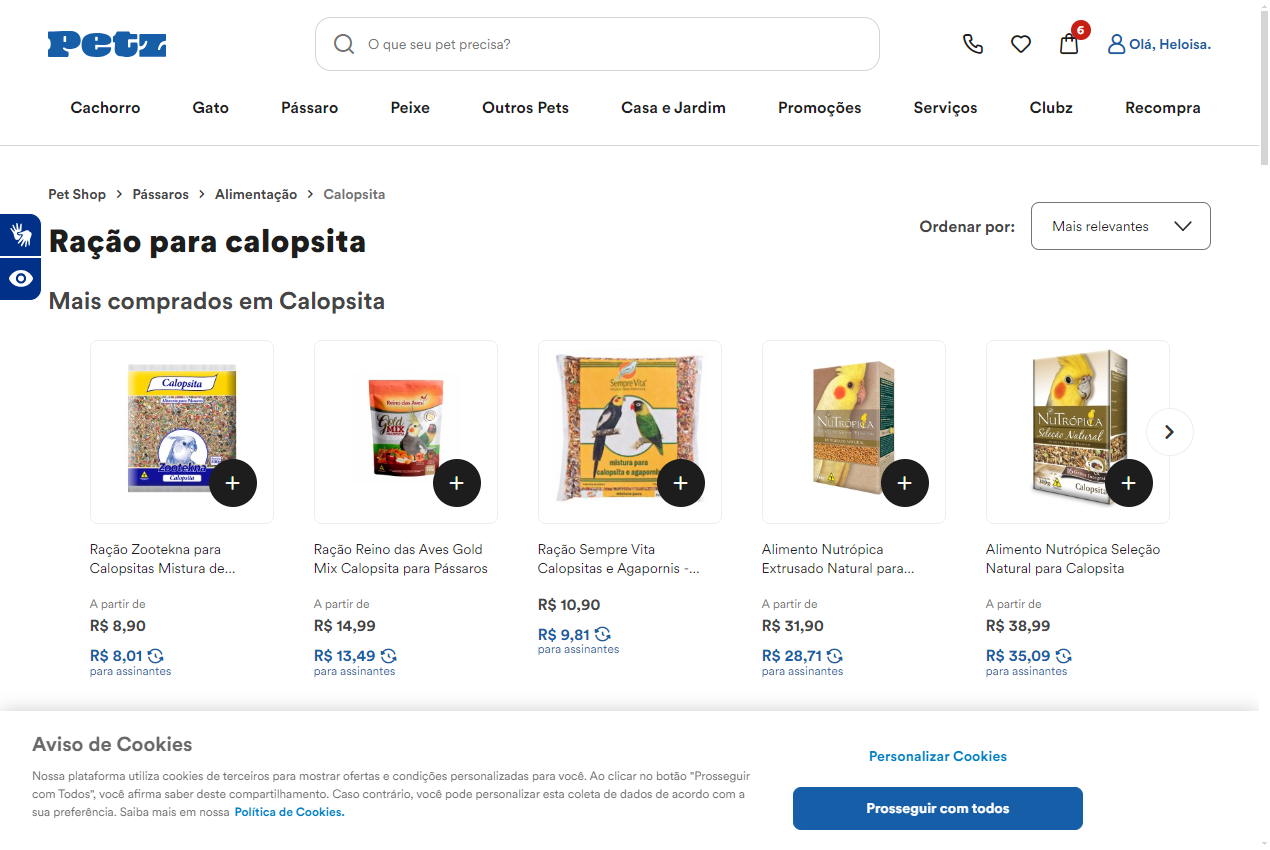 Petz
O que seu pet precisa?
6
Olá, Heloisa.
Cachorro
Gato
Pássaro
Peixe
Outros Pets
Casa e Jardim
Promoções
Serviços
Clubz
Recompra
Pet Shop > Pássaros > Alimentação > Calopsita
Ração para calopsita
Ordenar por:
Mais relevantes
Mais comprados em Calopsita
Calopsita
Zootekna
Calopsita
Reino das Aves
Gold
MIX
Sempre Vita
mistura para
calopsita e agapornis
NUTRÓPICA
NUTRÓPICA
Seleção Natural
Calopsita
Ração Zootekna para
Calopsitas Mistura de...
A partir de
R$ 8,90
R$ 8,01
para assinantes
Ração Reino das Aves Gold
Mix Calopsita para Pássaros
A partir de
R$ 14,99
R$ 13,49
para assinantes
Ração Sempre Vita
Calopsitas e Agapornis -...
R$ 10,90
R$ 9,81
para assinantes
Alimento Nutrópica
Extrusado Natural para...
A partir de
R$ 31,90
R$ 28,71
para assinantes
Alimento Nutrópica Seleção
Natural para Calopsita
A partir de
R$ 38,99
R$ 35,09
para assinantes
Aviso de Cookies
Nossa plataforma utiliza cookies de terceiros para mostrar ofertas e condições personalizadas para você. Ao clicar no botão "Prosseguir
com Todos", você afirma saber deste compartilhamento. Caso contrário, você pode personalizar esta coleta de dados de acordo com a
sua preferência. Saiba mais em nossa Política de Cookies.
Personalizar Cookies
Prosseguir com todos